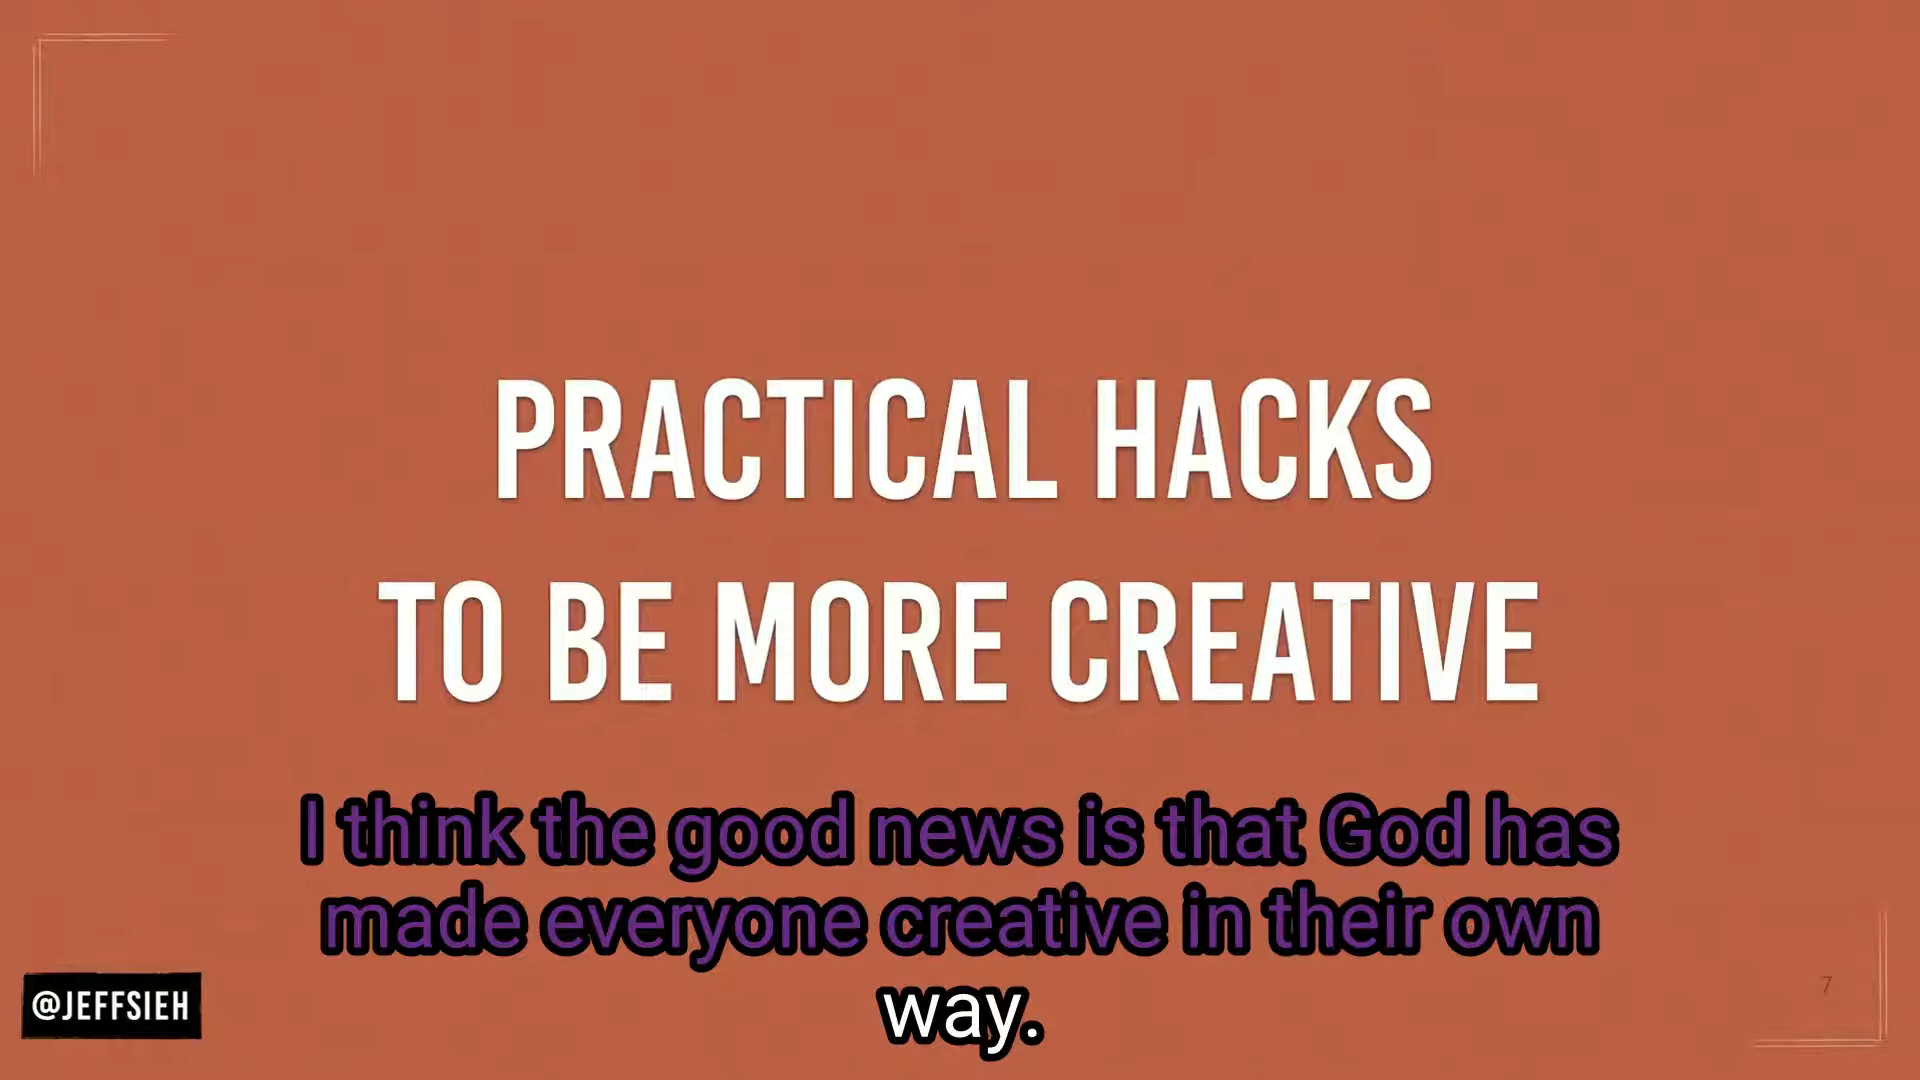 PRACTICAL HACKS
TO BE MORE CREATIVE
I think the good news is that God has
made everyone creative in their own
way.
@JEFFSIEH
7